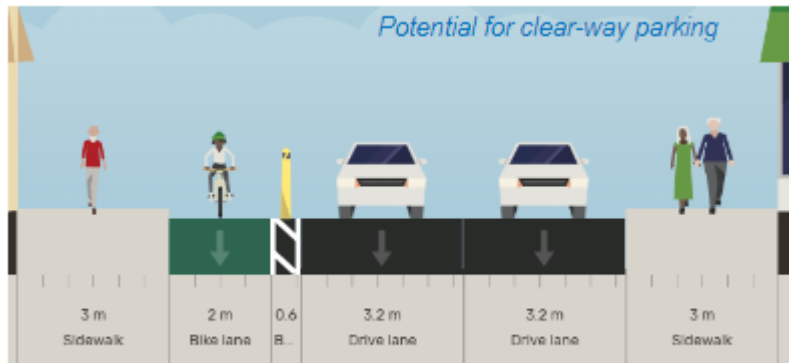 Potential for clear-way parking
3 m 2 m 0.6 3.2 m 3.2 m 3 m
Sidewalk Bike lane B... Drive lane Drive lane Sidewalk